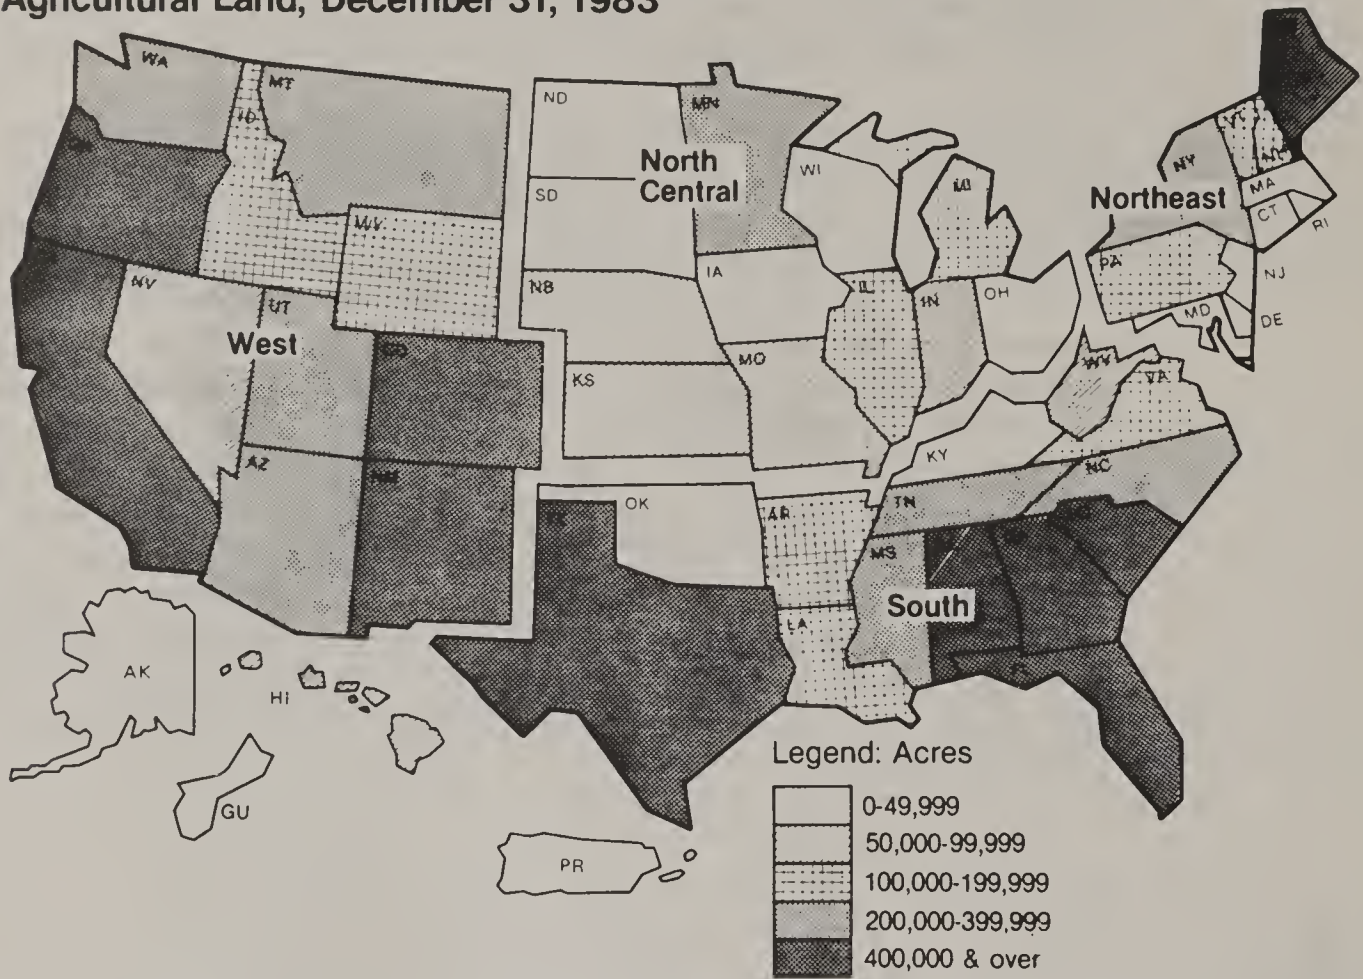 Agricultural Land, December 31, 1983
WA
MT
ID
ND
MN
North
Central
WI
MI
VT
NY
Northeast
MA
CT
RI
SD
WY
IA
PA
NJ
MD
DE
NV
UT
West
NB
IL
IN
OH
MO
WV
VA
KS
CO
KY
NC
AZ
NM
OK
TN
AR
TX
MS
South
LA
AK
HI
GU
PR
Legend: Acres
0-49,999
50,000-99,999
100,000-199,999
200,000-399,999
400,000 & over